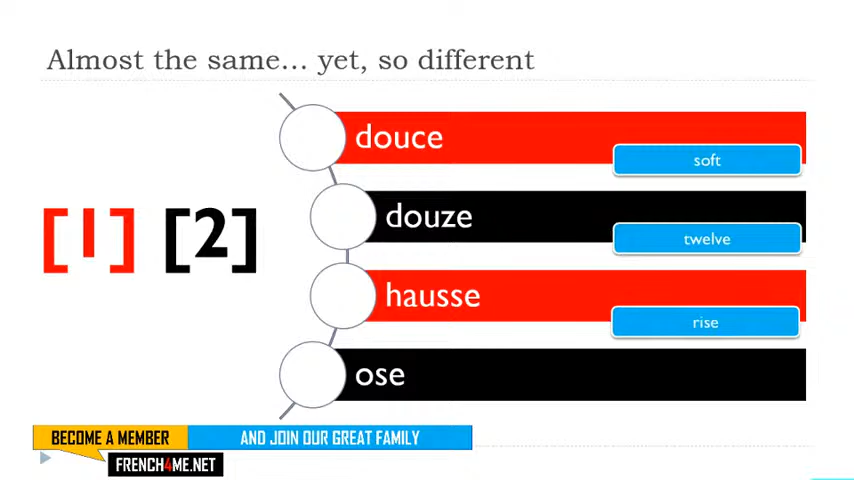 Almost the same... yet, so different
douce
soft
[1] [2]
douze
twelve
hausse
rise
ose
BECOME A MEMBER
AND JOIN OUR GREAT FAMILY
FRENCH4ME.NET